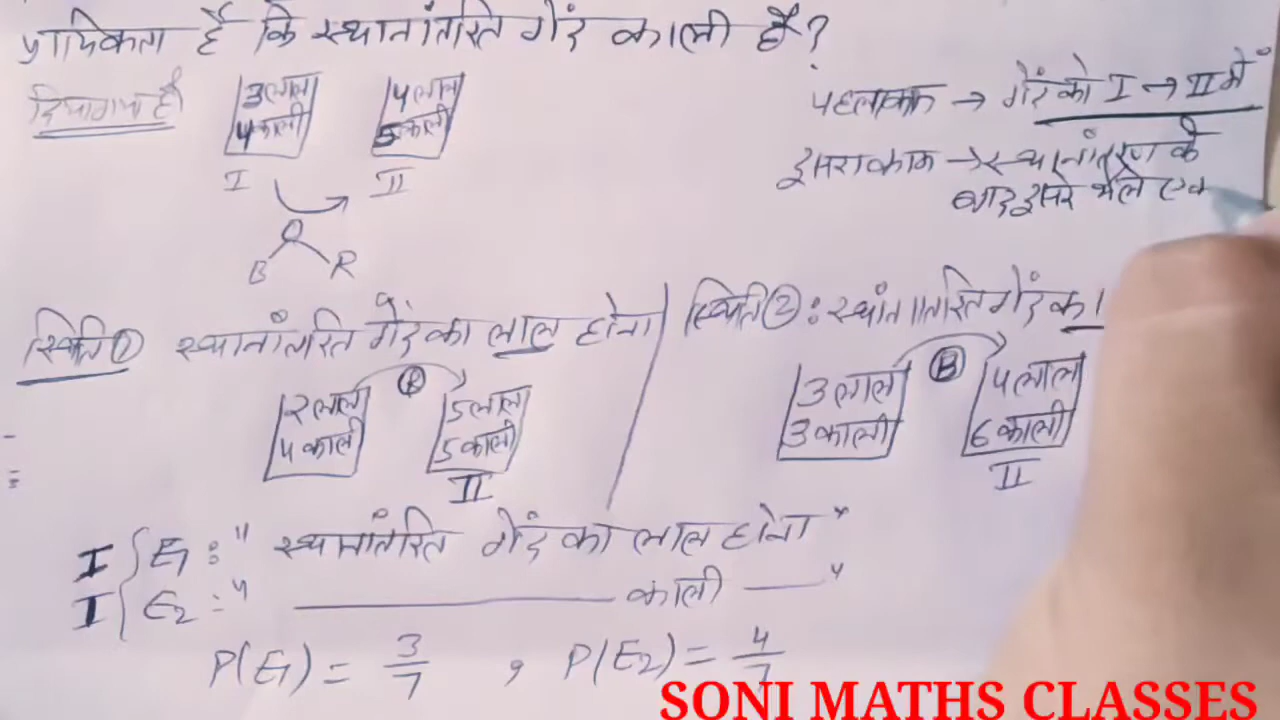 प्रायिकता है कि स्थानांतरित गेंद काली है?
दिया गया है
3 लाल
4 काली
I
4 लाल
5 काली
II
B R
पहला काम → गेंद को I → II में
दूसरा काम → स्थानांतरण के
बाद दूसरे थैले एक
स्थिति ① स्थानांतरित गेंद का लाल होना
2 लाल
4 काली
R
5 लाल
5 काली
II
स्थिति ② : स्थानांतरित गेंद का
3 लाल
3 काली
B
4 लाल
6 काली
II
I { E1 : " स्थानांतरित गेंद का लाल होना "
I { E2 : " ———— काली —— "
P(E1) = 3/7 , P(E2) = 4/7
SONI MATHS CLASSES